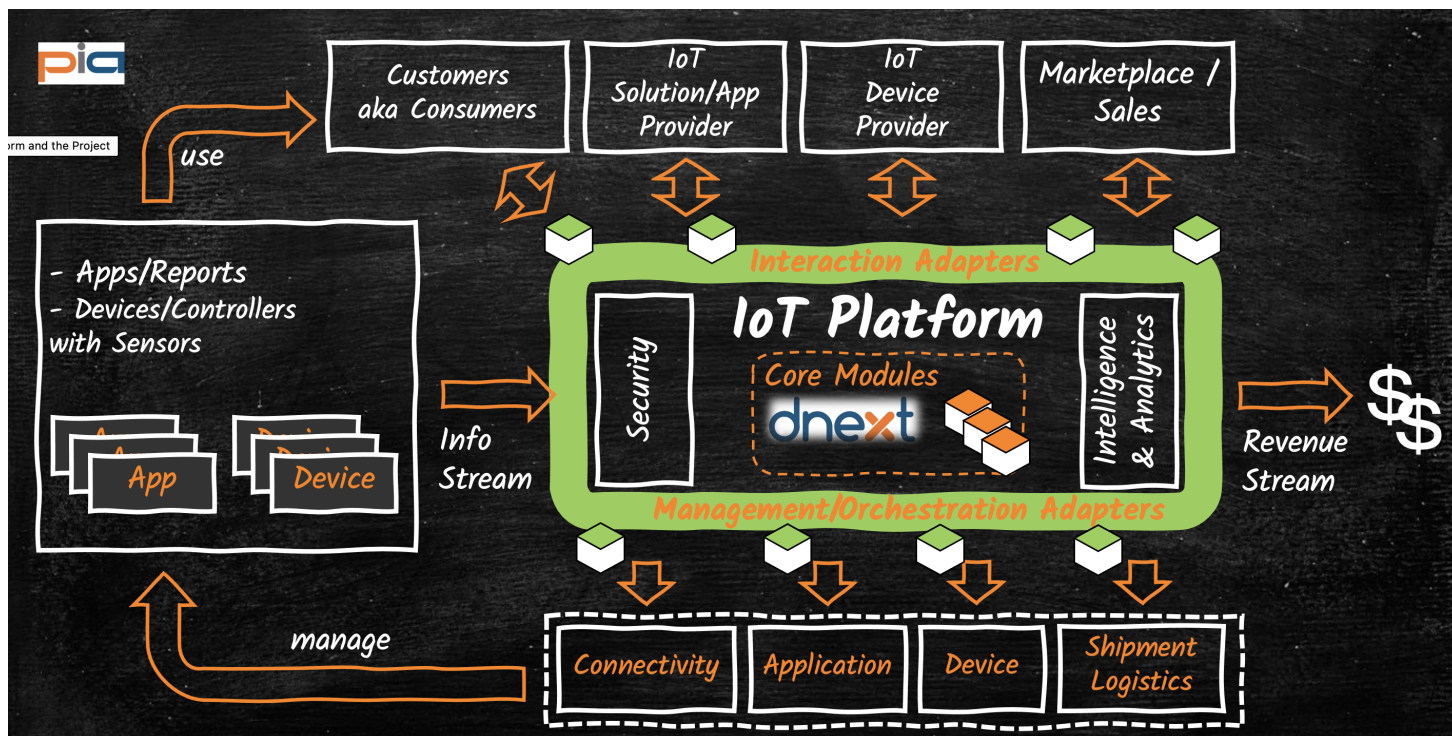 pia
orm and the Project
Customers
aka Consumers
IoT
Solution/App
Provider
IoT
Device
Provider
Marketplace /
Sales
use
- Apps/Reports
- Devices/Controllers
with Sensors
App
Device
Info
Stream
Interaction Adapters
IoT Platform
Security
Core Modules
dnext
Intelligence
& Analytics
Management/Orchestration Adapters
Revenue
Stream
$
$
manage
Connectivity
Application
Device
Shipment
Logistics